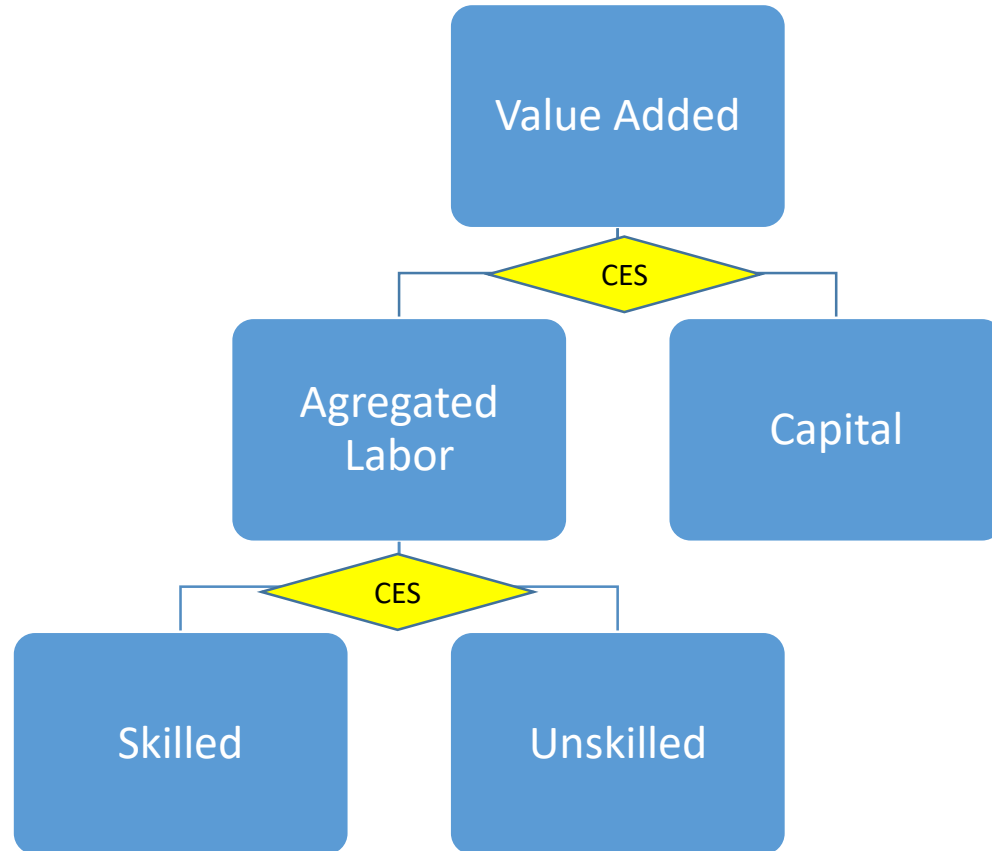 Value Added
CES
Agregated
Labor
Capital
CES
Skilled
Unskilled